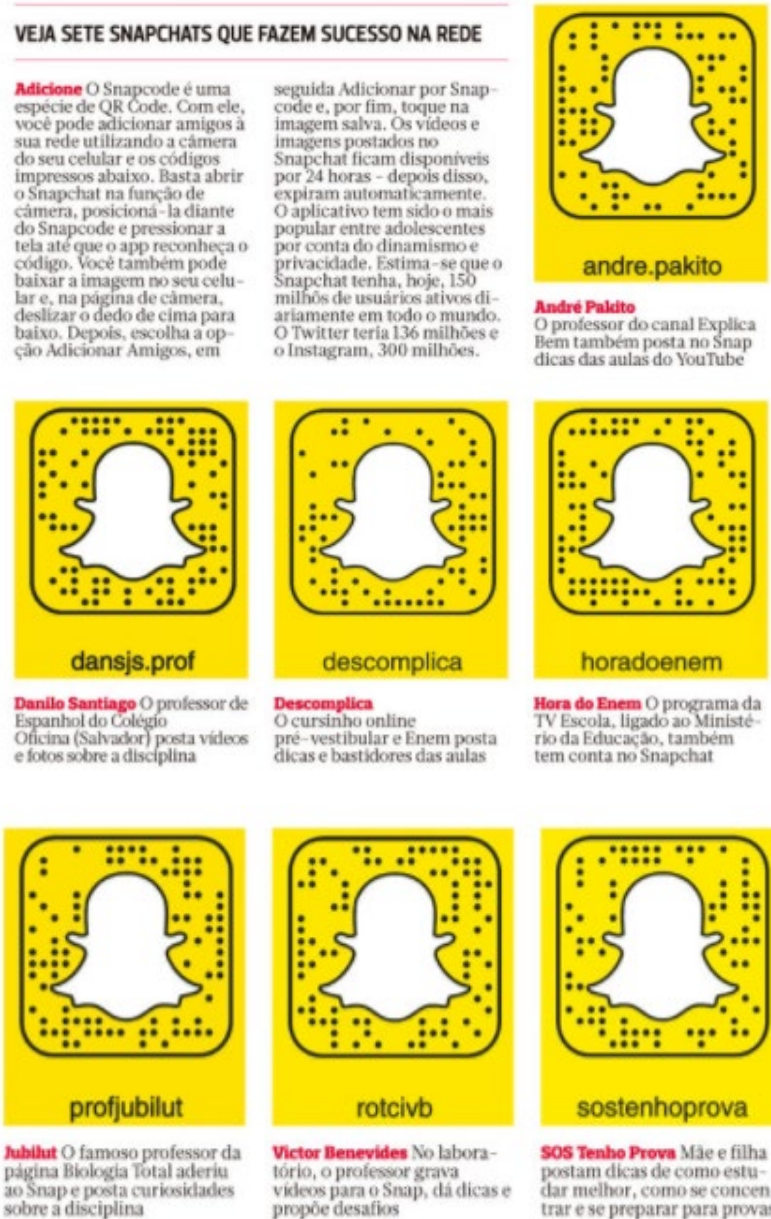 VEJA SETE SNAPCHATS QUE FAZEM SUCESSO NA REDE
Adicione O Snapcode é uma
espécie de QR Code. Com ele,
você pode adicionar amigos à
sua rede utilizando a câmera
do seu celular e os códigos
impressos abaixo. Basta abrir
o Snapchat na função de
câmera, posicioná-la diante
do Snapcode e pressionar a
tela até que o app reconheça o
código. Você também pode
baixar a imagem no seu celu-
lar e, na página de câmera,
deslizar o dedo de cima para
baixo. Depois, escolha a op-
ção Adicionar Amigos, em
seguida Adicionar por Snap-
code e, por fim, toque na
imagem salva. Os vídeos e
imagens postados no
Snapchat ficam disponíveis
por 24 horas - depois disso,
expiram automaticamente.
O aplicativo tem sido o mais
popular entre adolescentes
por conta do dinamismo e
privacidade. Estima-se que o
Snapchat tenha, hoje, 150
milhõs de usuários ativos di-
ariamente em todo o mundo.
O Twitter teria 136 milhões e
o Instagram, 300 milhões.
andre.pakito
André Pakito
O professor do canal Explica
Bem também posta no Snap
dicas das aulas do YouTube
dansjs.prof
Danilo Santiago O professor de
Espanhol do Colégio
Oficina (Salvador) posta vídeos
e fotos sobre a disciplina
descomplica
Descomplica
O cursinho online
pré-vestibular e Enem posta
dicas e bastidores das aulas
horadoenem
Hora do Enem O programa da
TV Escola, ligado ao Ministé-
rio da Educação, também
tem conta no Snapchat
profjubilut
Jubilut O famoso professor da
página Biologia Total aderiu
ao Snap e posta curiosidades
sobre a disciplina
rotcivb
Victor Benevides No labora-
tório, o professor grava
vídeos para o Snap, dá dicas e
propõe desafios
sostenhoprova
SOS Tenho Prova Mãe e filha
postam dicas de como estu-
dar melhor, como se concen
trar e se preparar para provas